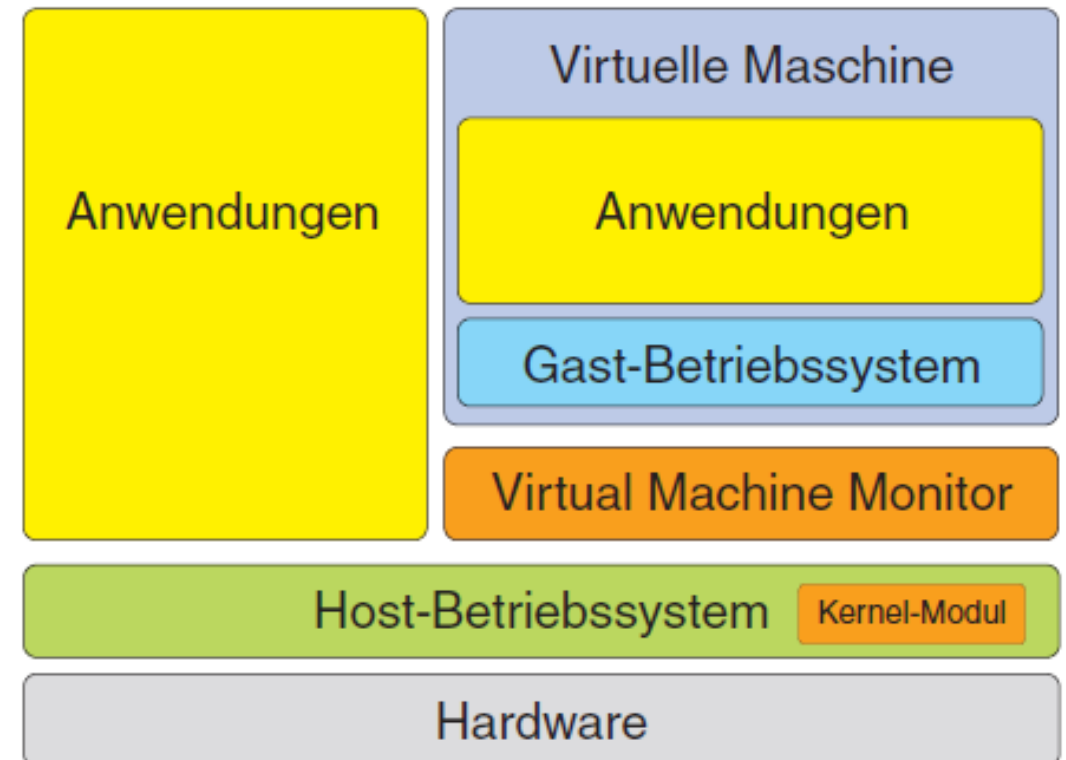 Virtuelle Maschine
Anwendungen
Anwendungen
Gast-Betriebssystem
Virtual Machine Monitor
Host-Betriebssystem
Kernel-Modul
Hardware